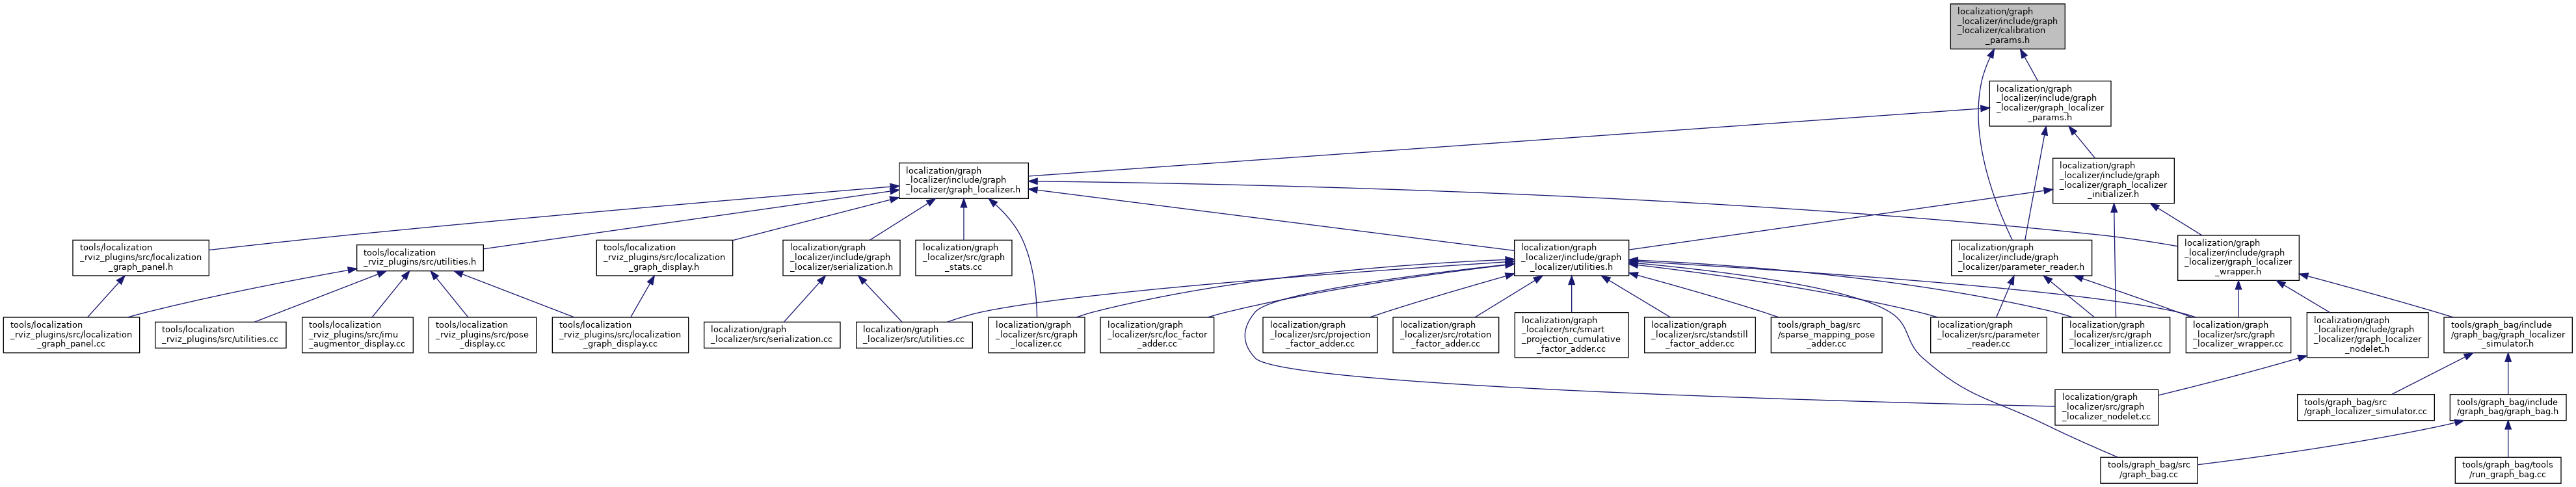 localization/graph
_localizer/include/graph
_localizer/calibration
_params.h
localization/graph
_localizer/include/graph
_localizer/graph_localizer
_params.h
localization/graph
_localizer/include/graph
_localizer/graph_localizer.h
localization/graph
_localizer/include/graph
_localizer/graph_localizer
_initializer.h
tools/localization
_rviz_plugins/src/localization
_graph_panel.h
tools/localization
_rviz_plugins/src/utilities.h
tools/localization
_rviz_plugins/src/localization
_graph_display.h
localization/graph
_localizer/include/graph
_localizer/serialization.h
localization/graph
_localizer/src/graph
_stats.cc
localization/graph
_localizer/include/graph
_localizer/utilities.h
localization/graph
_localizer/include/graph
_localizer/parameter_reader.h
localization/graph
_localizer/include/graph
_localizer/graph_localizer
_wrapper.h
tools/localization
_rviz_plugins/src/localization
_graph_panel.cc
tools/localization
_rviz_plugins/src/utilities.cc
tools/localization
_rviz_plugins/src/imu
_augmentor_display.cc
tools/localization
_rviz_plugins/src/pose
_display.cc
tools/localization
_rviz_plugins/src/localization
_graph_display.cc
localization/graph
_localizer/src/serialization.cc
localization/graph
_localizer/src/utilities.cc
localization/graph
_localizer/src/graph
_localizer.cc
localization/graph
_localizer/src/loc_factor
_adder.cc
localization/graph
_localizer/src/projection
_factor_adder.cc
localization/graph
_localizer/src/rotation
_factor_adder.cc
localization/graph
_localizer/src/smart
_projection_cumulative
_factor_adder.cc
localization/graph
_localizer/src/standstill
_factor_adder.cc
tools/graph_bag/src
/sparse_mapping_pose
_adder.cc
localization/graph
_localizer/src/parameter
_reader.cc
localization/graph
_localizer/src/graph
_localizer_intializer.cc
localization/graph
_localizer/src/graph
_localizer_wrapper.cc
localization/graph
_localizer/include/graph
_localizer/graph_localizer
_nodelet.h
tools/graph_bag/include
/graph_bag/graph_localizer
_simulator.h
localization/graph
_localizer/src/graph
_localizer_nodelet.cc
tools/graph_bag/src
/graph_localizer_simulator.cc
tools/graph_bag/include
/graph_bag/graph_bag.h
tools/graph_bag/src
/graph_bag.cc
tools/graph_bag/tools
/run_graph_bag.cc